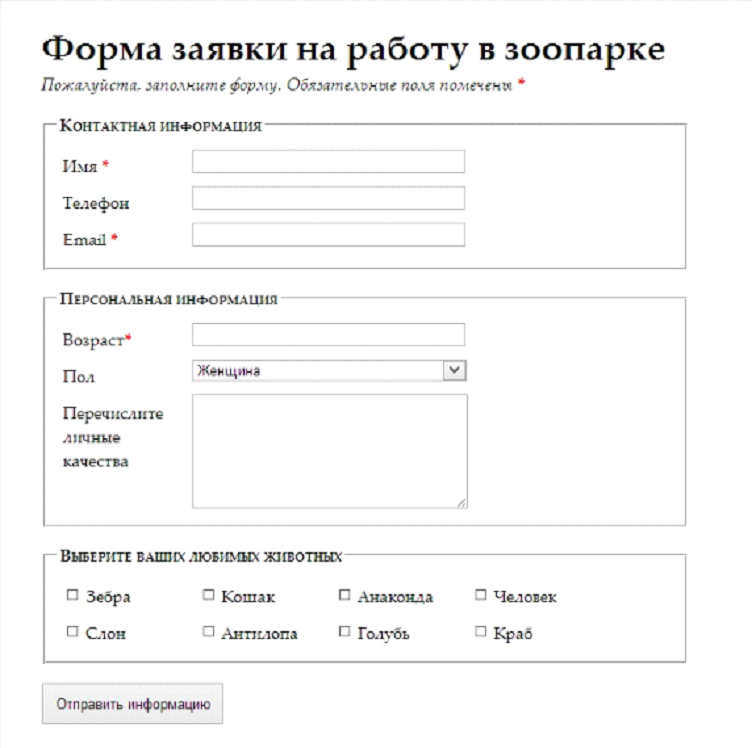 Форма заявки на работу в зоопарке
Пожалуйста, заполните форму. Обязательные поля помечены *
Контактная информация
Имя *
Телефон
Email *
Персональная информация
Возраст*
Пол Женщина
Перечислите
личные
качества
Выберите ваших любимых животных
Зебра Кошак Анаконда Человек
Слон Антилопа Голубь Краб
Отправить информацию